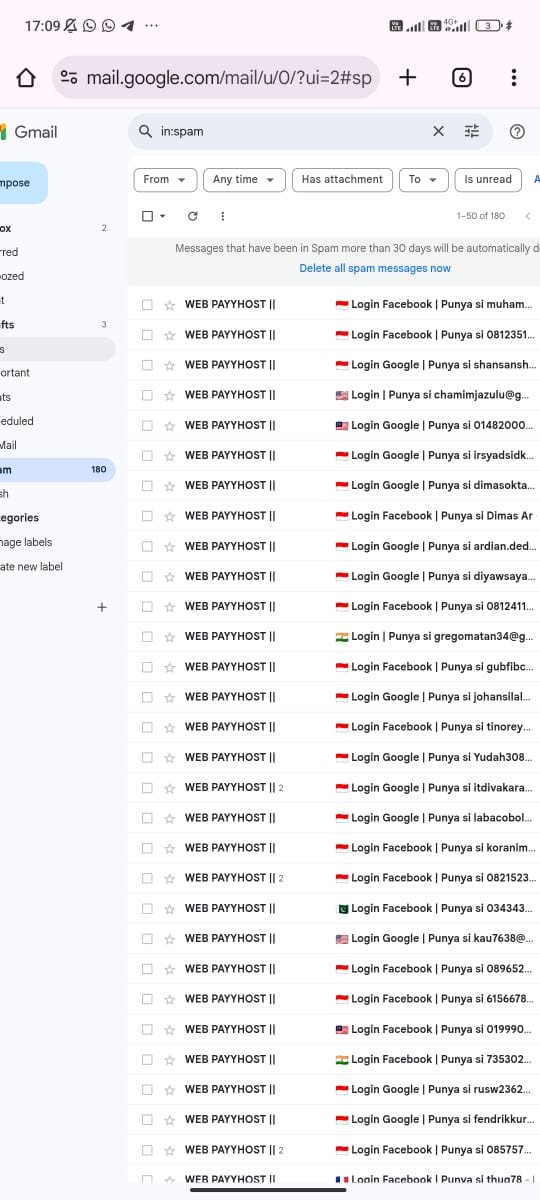 17:09
4G+
3
mail.google.com/mail/u/0/?ui=2#sp
6
Gmail
in:spam
mpose
From
Any time
Has attachment
To
Is unread
A
1–50 of 180
Messages that have been in Spam more than 30 days will be automatically d
Delete all spam messages now
ox 2
rred
ozed
t
fts 3
s
ortant
ats
eduled
Mail
am 180
sh
tegories
nage labels
ate new label
WEB PAYYHOST || Login Facebook | Punya si muham...
WEB PAYYHOST || Login Facebook | Punya si 0812351...
WEB PAYYHOST || Login Google | Punya si shansansh...
WEB PAYYHOST || Login | Punya si chamimjazulu@g...
WEB PAYYHOST || Login Google | Punya si 01482000...
WEB PAYYHOST || Login Google | Punya si irsyadsidk...
WEB PAYYHOST || Login Google | Punya si dimasokta...
WEB PAYYHOST || Login Facebook | Punya si Dimas Ar
WEB PAYYHOST || Login Google | Punya si ardian.ded...
WEB PAYYHOST || Login Google | Punya si diyawsaya...
WEB PAYYHOST || Login Facebook | Punya si 0812411...
WEB PAYYHOST || Login | Punya si gregomatan34@g...
WEB PAYYHOST || Login Facebook | Punya si gubfibc...
WEB PAYYHOST || Login Google | Punya si johansilal...
WEB PAYYHOST || Login Facebook | Punya si tinorey...
WEB PAYYHOST || Login Google | Punya si Yudah308...
WEB PAYYHOST || 2 Login Google | Punya si itdivakara...
WEB PAYYHOST || Login Google | Punya si labacobol...
WEB PAYYHOST || Login Facebook | Punya si koranim...
WEB PAYYHOST || 2 Login Facebook | Punya si 0821523...
WEB PAYYHOST || Login Facebook | Punya si 034343...
WEB PAYYHOST || Login Google | Punya si kau7638@...
WEB PAYYHOST || Login Facebook | Punya si 089652...
WEB PAYYHOST || Login Facebook | Punya si 6156678...
WEB PAYYHOST || Login Facebook | Punya si 019990...
WEB PAYYHOST || Login Facebook | Punya si 735302...
WEB PAYYHOST || Login Google | Punya si rusw2362...
WEB PAYYHOST || Login Google | Punya si fendrikkur...
WEB PAYYHOST || 2 Login Facebook | Punya si 085757...
WEB PAYYHOST || Login Facebook | Punya si thug78 -